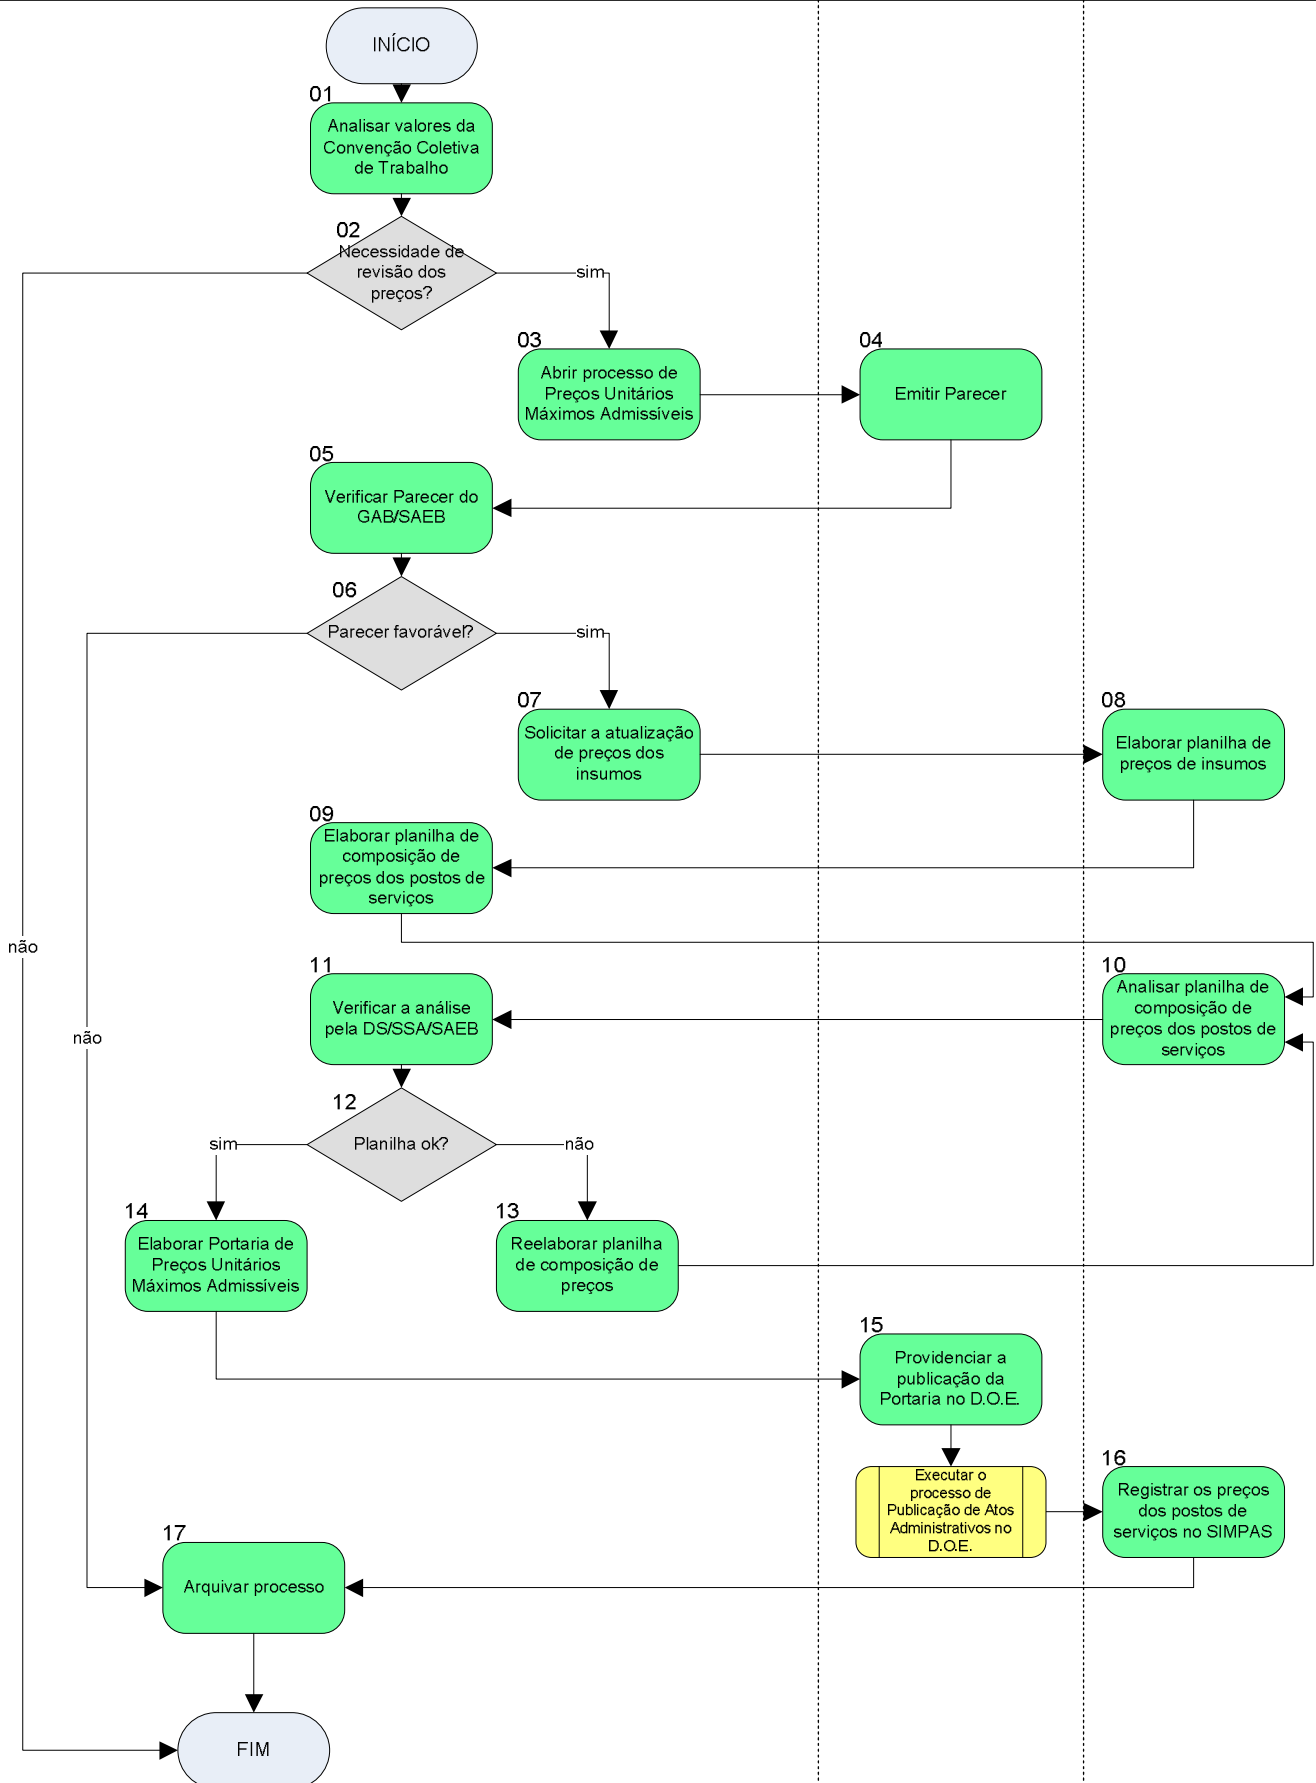 INÍCIO
01
Analisar valores da
Convenção Coletiva
de Trabalho
02
Necessidade de
revisão dos
preços?
sim
03
Abrir processo de
Preços Unitários
Máximos Admissíveis
04
Emitir Parecer
05
Verificar Parecer do
GAB/SAEB
06
Parecer favorável?
sim
07
Solicitar a atualização
de preços dos
insumos
08
Elaborar planilha de
preços de insumos
09
Elaborar planilha de
composição de
preços dos postos de
serviços
não
10
Analisar planilha de
composição de
preços dos postos de
serviços
11
Verificar a análise
pela DS/SSA/SAEB
não
12
Planilha ok?
sim
não
14
Elaborar Portaria de
Preços Unitários
Máximos Admissíveis
13
Reelaborar planilha
de composição de
preços
15
Providenciar a
publicação da
Portaria no D.O.E.
Executar o
processo de
Publicação de Atos
Administrativos no
D.O.E.
16
Registrar os preços
dos postos de
serviços no SIMPAS
17
Arquivar processo
FIM